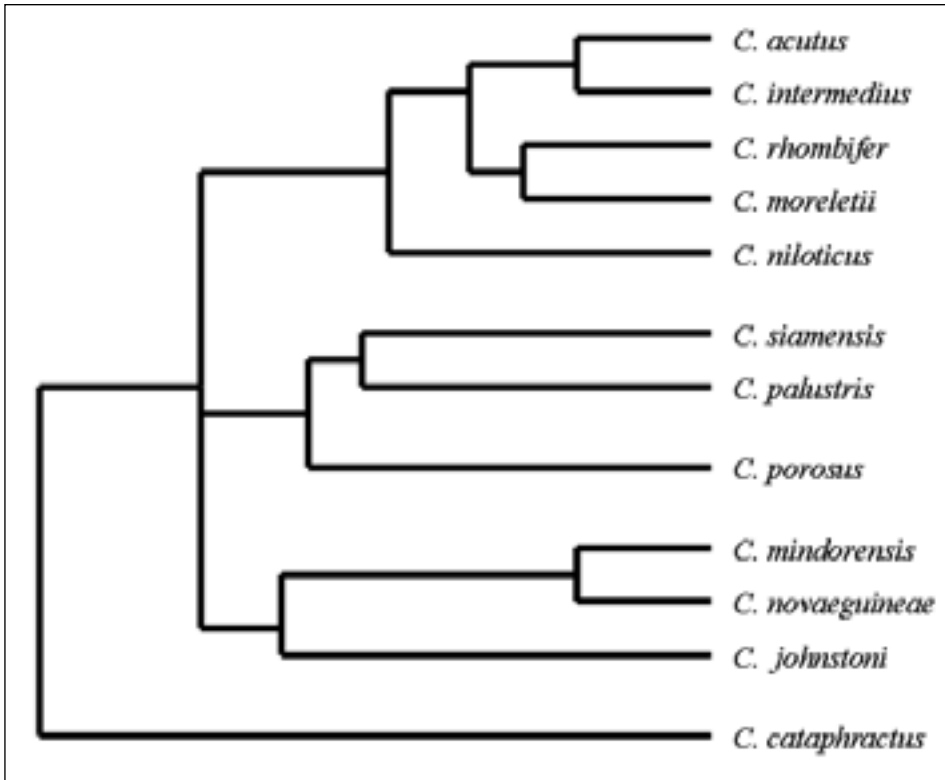 C. acutus
C. intermedius
C. rhombifer
C. moreletii
C. niloticus
C. siamensis
C. palustris
C. porosus
C. mindorensis
C. novaeguineae
C. johnstoni
C. cataphractus